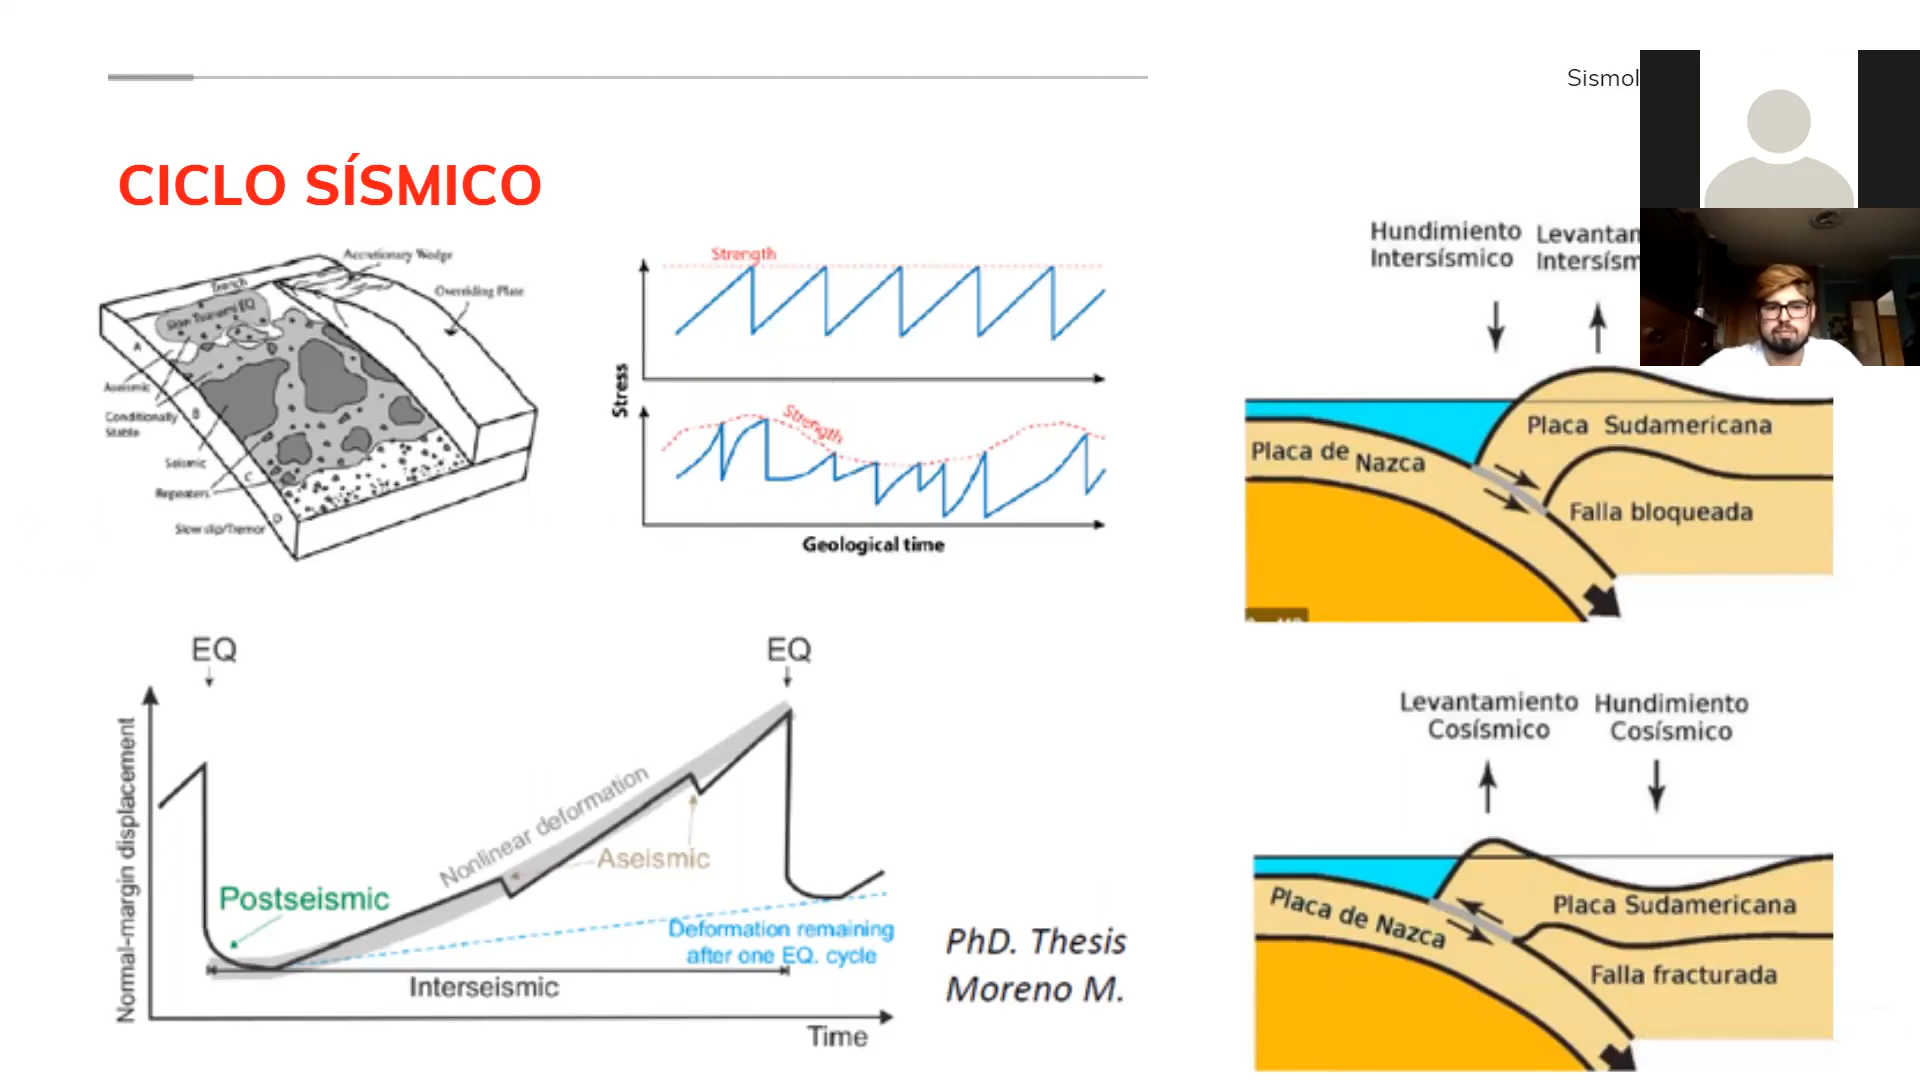 Sismol
CICLO SÍSMICO
Accretionary Wedge
Trench
Overriding Plate
Slow Tsunami EQ
A
Aseismic
Conditionally
Stable
B
Seismic
C
Repeaters
D
Slow slip/Tremor
Strength
Stress
Strength
Geological time
Hundimiento
Intersísmico
Levantam
Intersísm
Placa Sudamericana
Placa de Nazca
Falla bloqueada
EQ
EQ
Normal-margin displacement
Nonlinear deformation
Aseismic
Postseismic
Deformation remaining
after one EQ. cycle
Interseismic
Time
PhD. Thesis
Moreno M.
Levantamiento
Cosísmico
Hundimiento
Cosísmico
Placa Sudamericana
Placa de Nazca
Falla fracturada